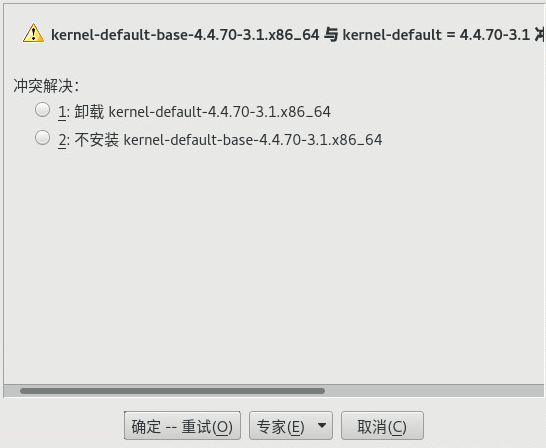 kernel-default-base-4.4.70-3.1.x86_64 与 kernel-default = 4.4.70-3.1
冲突解决：
1: 卸载 kernel-default-4.4.70-3.1.x86_64
2: 不安装 kernel-default-base-4.4.70-3.1.x86_64
确定 -- 重试(O) 专家(E) 取消(C)